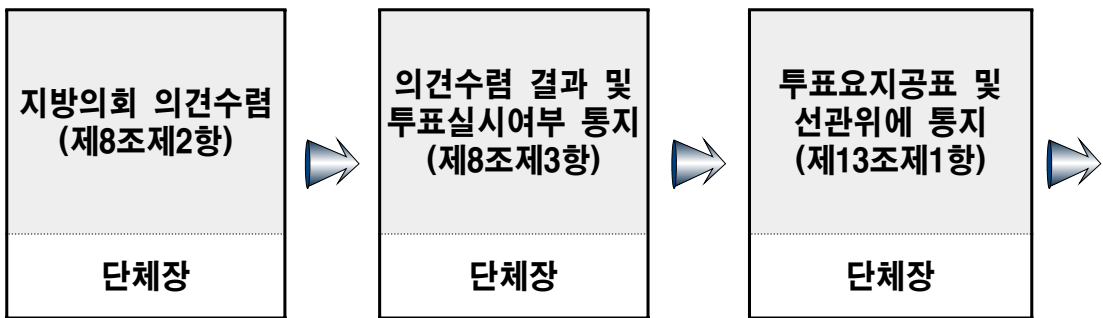 지방의회 의견수렴
(제8조제2항)
단체장
의견수렴 결과 및
투표실시여부 통지
(제8조제3항)
단체장
투표요지공표 및
선관위에 통지
(제13조제1항)
단체장